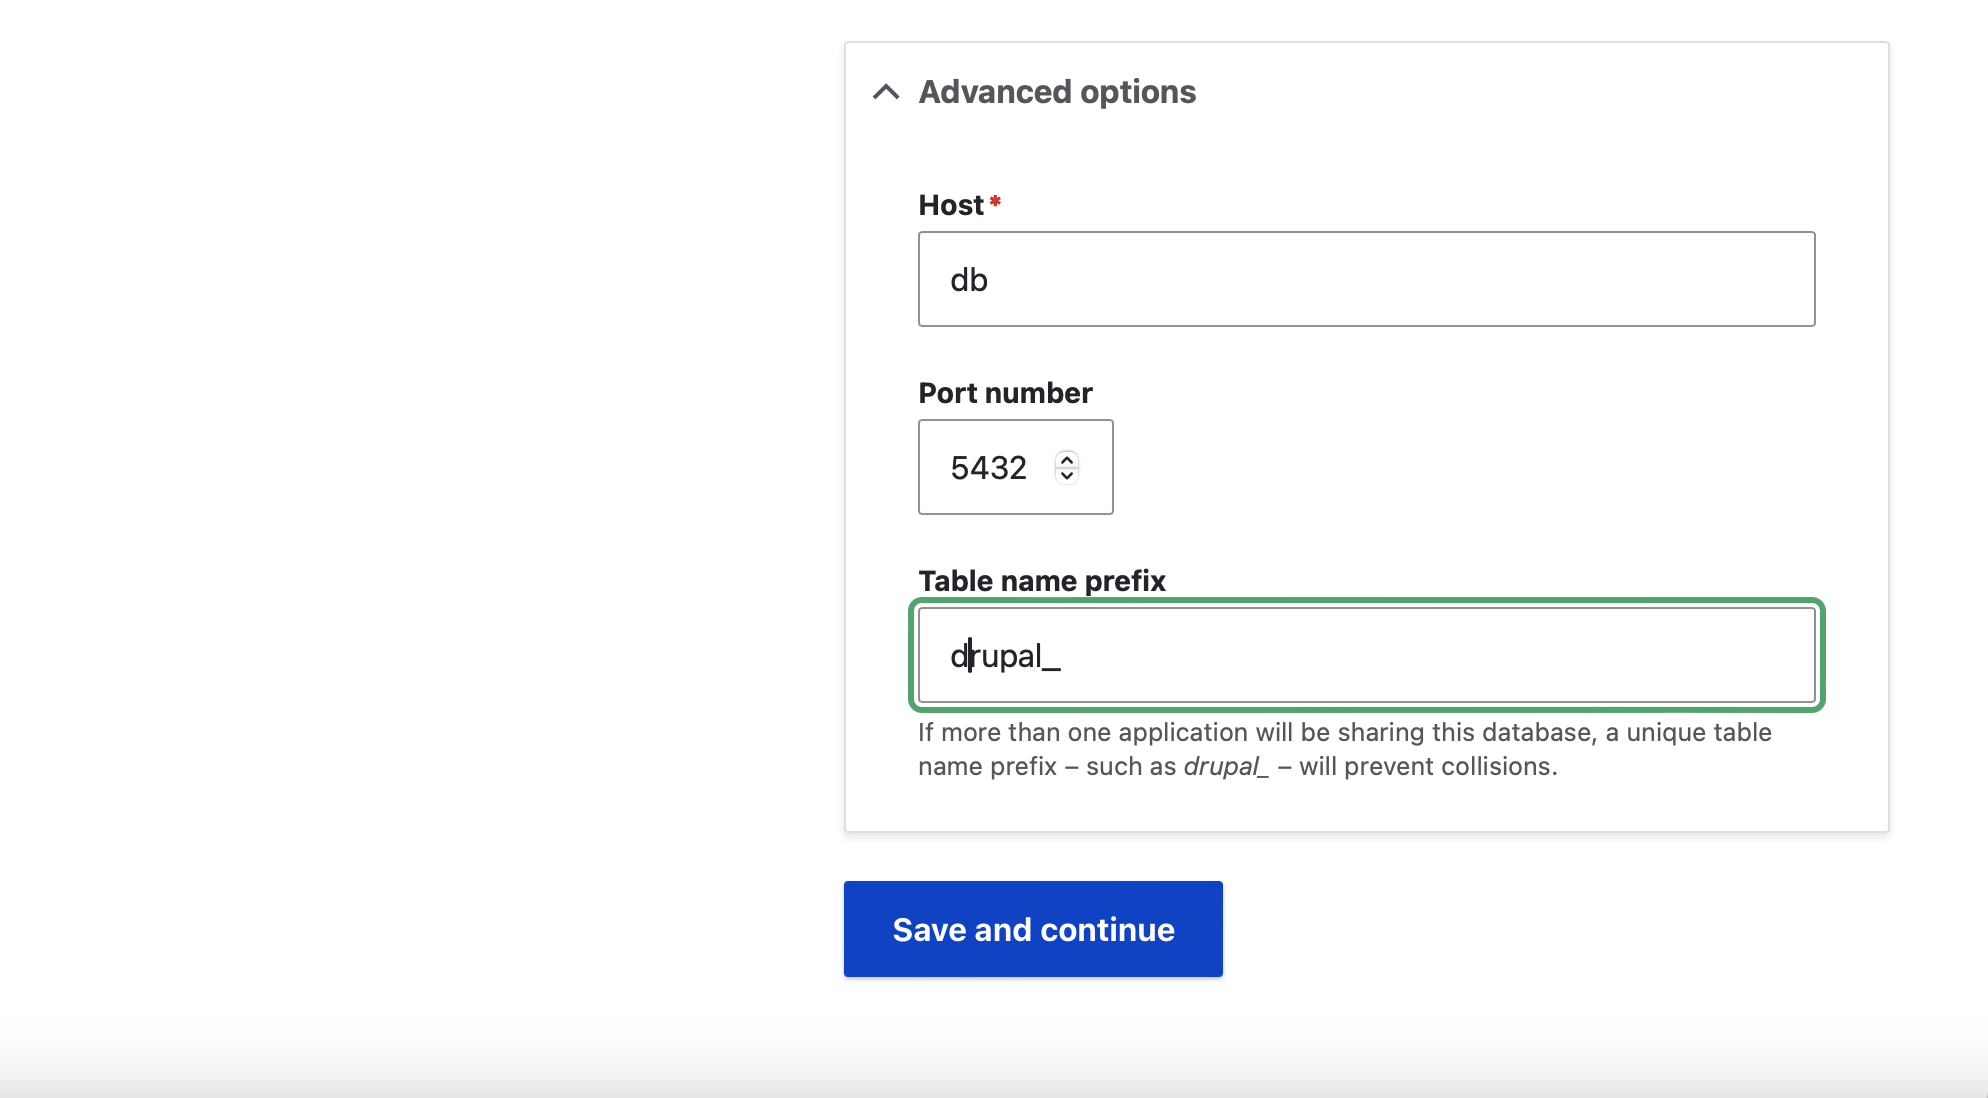 Advanced options
Host*
db
Port number
5432
Table name prefix
drupal_
If more than one application will be sharing this database, a unique table
name prefix – such as drupal_ – will prevent collisions.
Save and continue